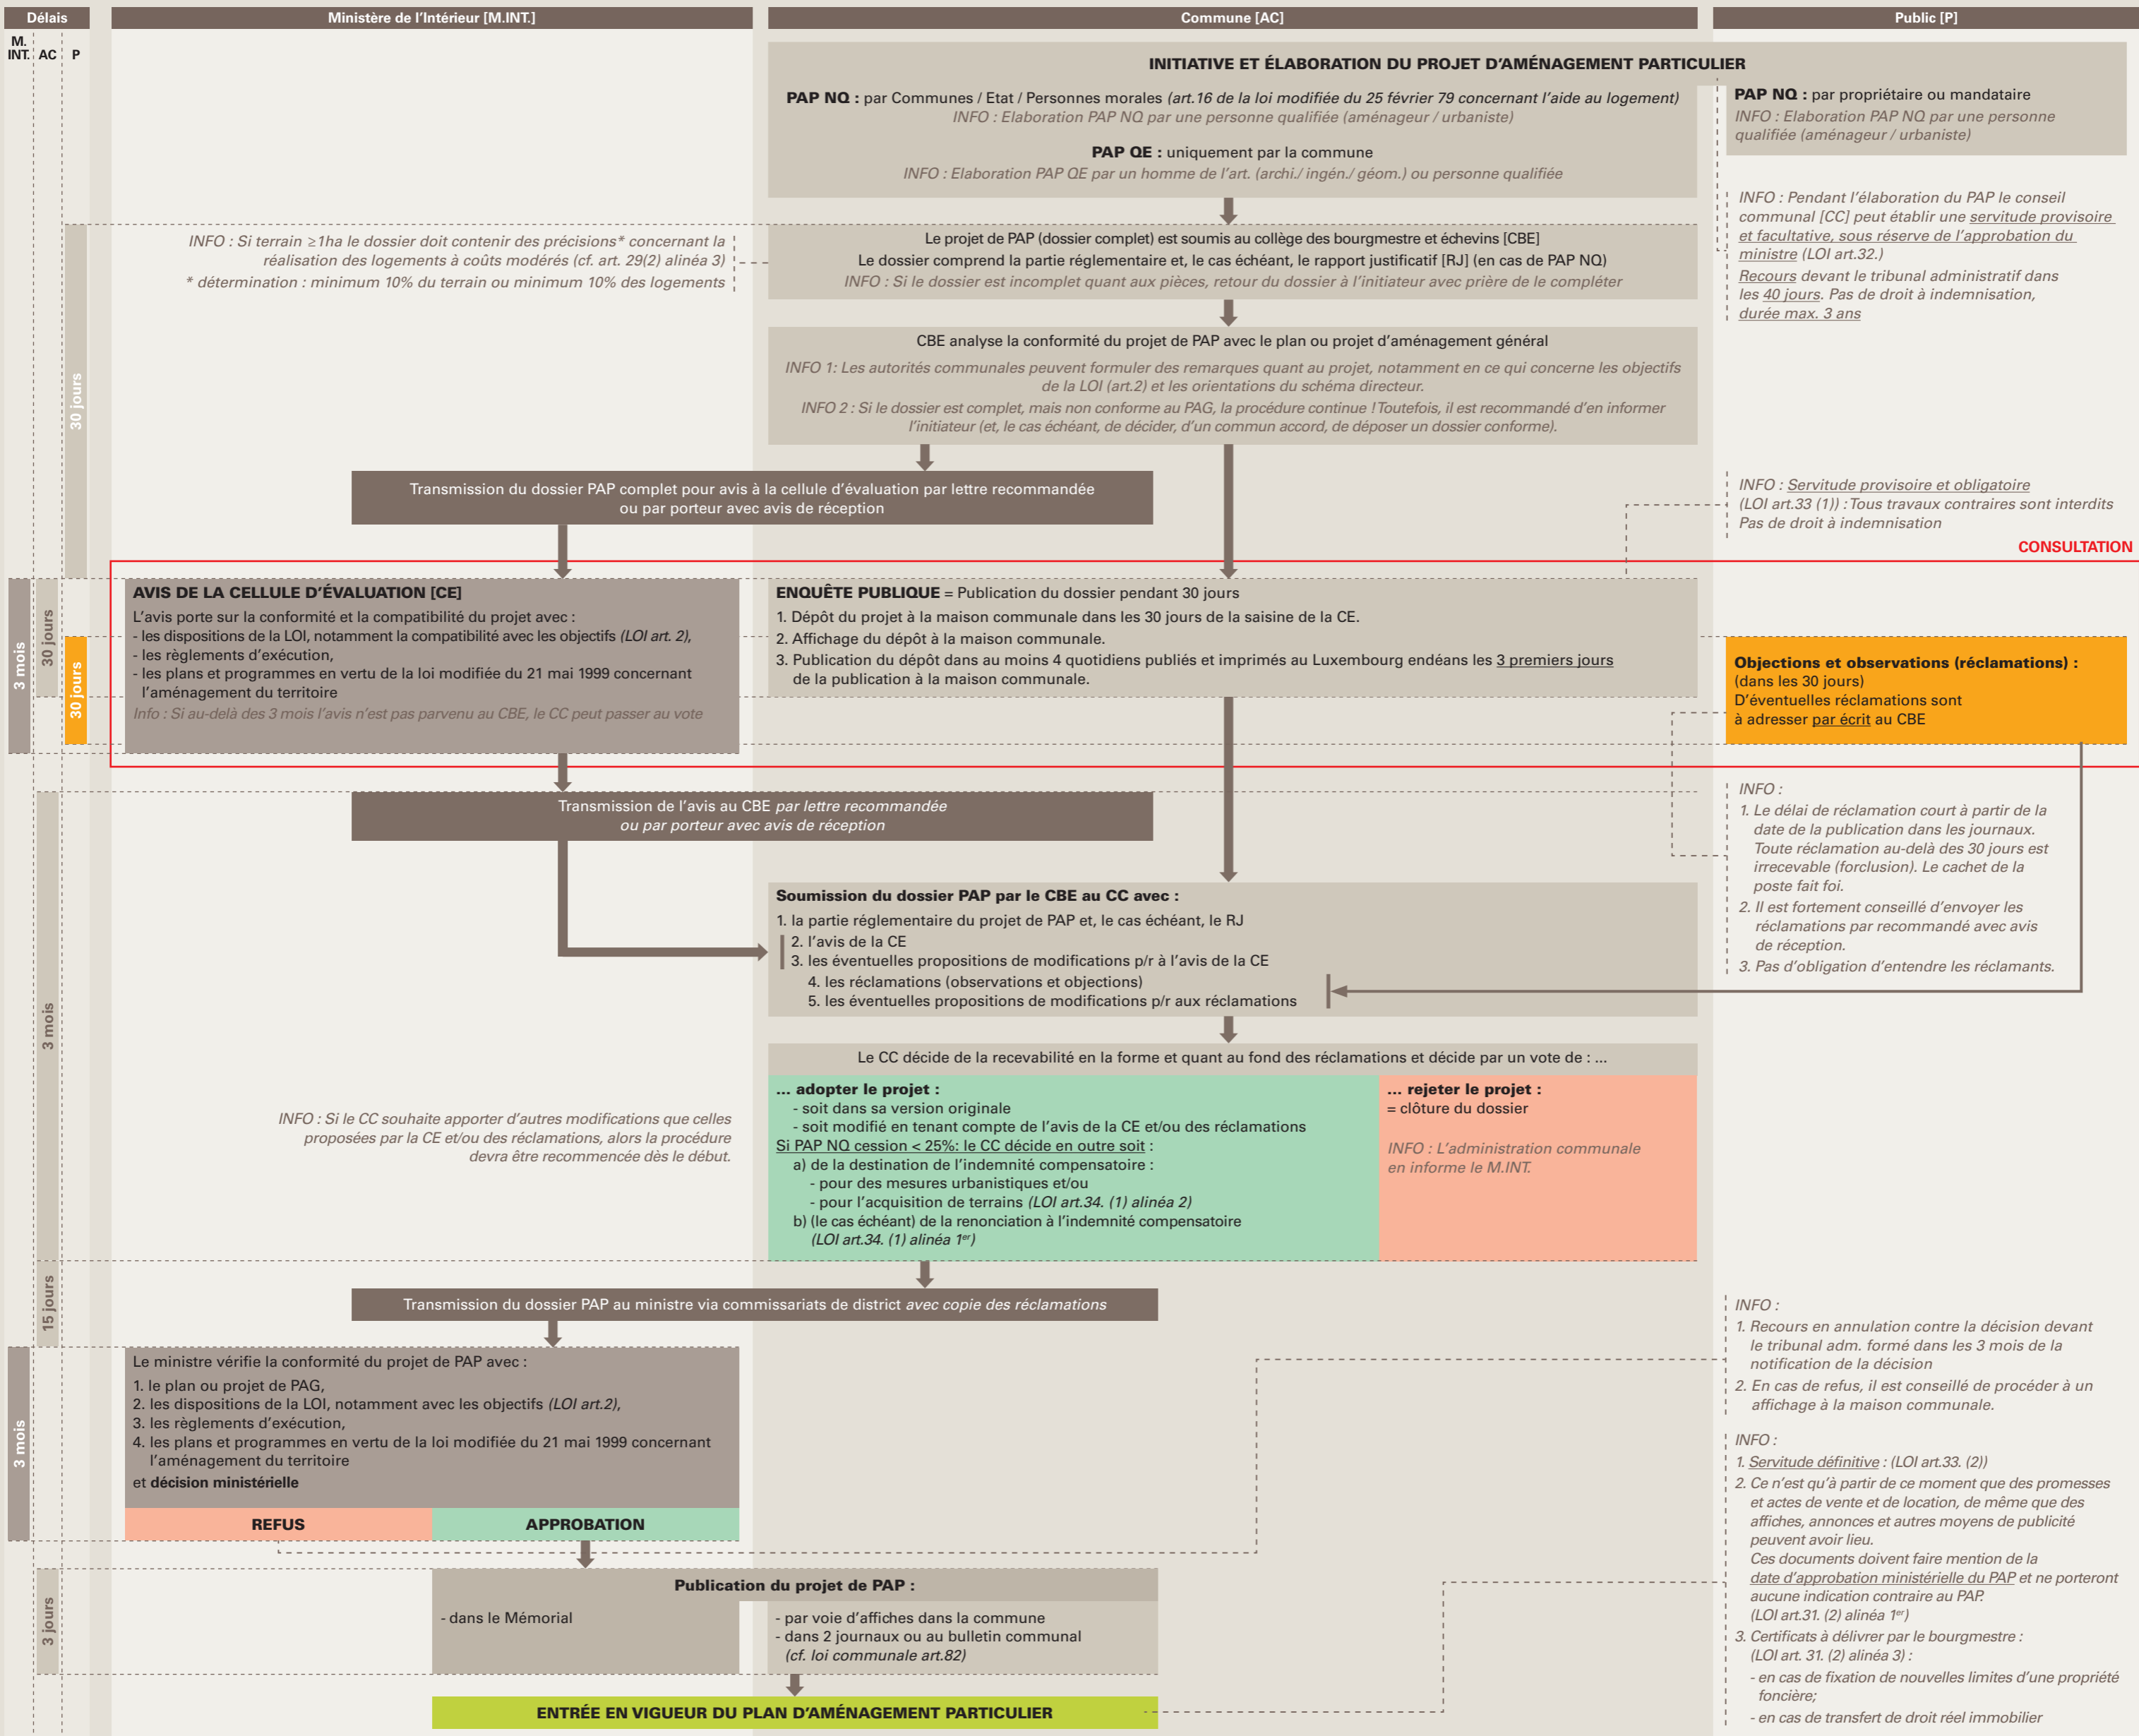 Délais
Ministère de l'Intérieur [M.INT.]
Commune [AC]
Public [P]
M.
INT.
AC
P
INITIATIVE ET ÉLABORATION DU PROJET D'AMÉNAGEMENT PARTICULIER
PAP NQ : par Communes / Etat / Personnes morales (art.16 de la loi modifiée du 25 février 79 concernant l'aide au logement)
INFO : Elaboration PAP NQ par une personne qualifiée (aménageur / urbaniste)
PAP QE : uniquement par la commune
INFO : Elaboration PAP QE par un homme de l'art. (archi./ ingén./ géom.) ou personne qualifiée
PAP NQ : par propriétaire ou mandataire
INFO : Elaboration PAP NQ par une personne
qualifiée (aménageur / urbaniste)
INFO : Pendant l'élaboration du PAP le conseil
communal [CC] peut établir une servitude provisoire
et facultative, sous réserve de l'approbation du
ministre (LOI art.32.)
Recours devant le tribunal administratif dans
les 40 jours. Pas de droit à indemnisation,
durée max. 3 ans
30 jours
INFO : Si terrain ≥1ha le dossier doit contenir des précisions* concernant la
réalisation des logements à coûts modérés (cf. art. 29(2) alinéa 3)
* détermination : minimum 10% du terrain ou minimum 10% des logements
Le projet de PAP (dossier complet) est soumis au collège des bourgmestre et échevins [CBE]
Le dossier comprend la partie réglementaire et, le cas échéant, le rapport justificatif [RJ] (en cas de PAP NQ)
INFO : Si le dossier est incomplet quant aux pièces, retour du dossier à l'initiateur avec prière de le compléter
CBE analyse la conformité du projet de PAP avec le plan ou projet d'aménagement général
INFO 1: Les autorités communales peuvent formuler des remarques quant au projet, notamment en ce qui concerne les objectifs
de la LOI (art.2) et les orientations du schéma directeur.
INFO 2 : Si le dossier est complet, mais non conforme au PAG, la procédure continue ! Toutefois, il est recommandé d'en informer
l'initiateur (et, le cas échéant, de décider, d'un commun accord, de déposer un dossier conforme).
Transmission du dossier PAP complet pour avis à la cellule d'évaluation par lettre recommandée
ou par porteur avec avis de réception
INFO : Servitude provisoire et obligatoire
(LOI art.33 (1)) : Tous travaux contraires sont interdits
Pas de droit à indemnisation
CONSULTATION
3 mois
30 jours
30 jours
AVIS DE LA CELLULE D'ÉVALUATION [CE]
L'avis porte sur la conformité et la compatibilité du projet avec :
- les dispositions de la LOI, notamment la compatibilité avec les objectifs (LOI art. 2),
- les règlements d'exécution,
- les plans et programmes en vertu de la loi modifiée du 21 mai 1999 concernant
l'aménagement du territoire
Info : Si au-delà des 3 mois l'avis n'est pas parvenu au CBE, le CC peut passer au vote
ENQUÊTE PUBLIQUE = Publication du dossier pendant 30 jours
1. Dépôt du projet à la maison communale dans les 30 jours de la saisine de la CE.
2. Affichage du dépôt à la maison communale.
3. Publication du dépôt dans au moins 4 quotidiens publiés et imprimés au Luxembourg endéans les 3 premiers jours
de la publication à la maison communale.
Objections et observations (réclamations) :
(dans les 30 jours)
D'éventuelles réclamations sont
à adresser par écrit au CBE
Transmission de l'avis au CBE par lettre recommandée
ou par porteur avec avis de réception
INFO :
1. Le délai de réclamation court à partir de la
date de la publication dans les journaux.
Toute réclamation au-delà des 30 jours est
irrecevable (forclusion). Le cachet de la
poste fait foi.
2. Il est fortement conseillé d'envoyer les
réclamations par recommandé avec avis
de réception.
3. Pas d'obligation d'entendre les réclamants.
3 mois
Soumission du dossier PAP par le CBE au CC avec :
1. la partie réglementaire du projet de PAP et, le cas échéant, le RJ
2. l'avis de la CE
3. les éventuelles propositions de modifications p/r à l'avis de la CE
4. les réclamations (observations et objections)
5. les éventuelles propositions de modifications p/r aux réclamations
Le CC décide de la recevabilité en la forme et quant au fond des réclamations et décide par un vote de : ...
INFO : Si le CC souhaite apporter d'autres modifications que celles
proposées par la CE et/ou des réclamations, alors la procédure
devra être recommencée dès le début.
... adopter le projet :
- soit dans sa version originale
- soit modifié en tenant compte de l'avis de la CE et/ou des réclamations
Si PAP NQ cession < 25%: le CC décide en outre soit :
a) de la destination de l'indemnité compensatoire :
- pour des mesures urbanistiques et/ou
- pour l'acquisition de terrains (LOI art.34. (1) alinéa 2)
b) (le cas échéant) de la renonciation à l'indemnité compensatoire
(LOI art.34. (1) alinéa 1er)
... rejeter le projet :
= clôture du dossier
INFO : L'administration communale
en informe le M.INT.
15 jours
Transmission du dossier PAP au ministre via commissariats de district avec copie des réclamations
INFO :
1. Recours en annulation contre la décision devant
le tribunal adm. formé dans les 3 mois de la
notification de la décision
2. En cas de refus, il est conseillé de procéder à un
affichage à la maison communale.
3 mois
Le ministre vérifie la conformité du projet de PAP avec :
1. le plan ou projet de PAG,
2. les dispositions de la LOI, notamment avec les objectifs (LOI art.2),
3. les règlements d'exécution,
4. les plans et programmes en vertu de la loi modifiée du 21 mai 1999 concernant
l'aménagement du territoire
et décision ministérielle
REFUS
APPROBATION
INFO :
1. Servitude définitive : (LOI art.33. (2))
2. Ce n'est qu'à partir de ce moment que des promesses
et actes de vente et de location, de même que des
affiches, annonces et autres moyens de publicité
peuvent avoir lieu.
Ces documents doivent faire mention de la
date d'approbation ministérielle du PAP et ne porteront
aucune indication contraire au PAP.
(LOI art.31. (2) alinéa 1er)
3. Certificats à délivrer par le bourgmestre :
(LOI art. 31. (2) alinéa 3) :
- en cas de fixation de nouvelles limites d'une propriété
foncière;
- en cas de transfert de droit réel immobilier
3 jours
Publication du projet de PAP :
- dans le Mémorial
- par voie d'affiches dans la commune
- dans 2 journaux ou au bulletin communal
(cf. loi communale art.82)
ENTRÉE EN VIGUEUR DU PLAN D'AMÉNAGEMENT PARTICULIER